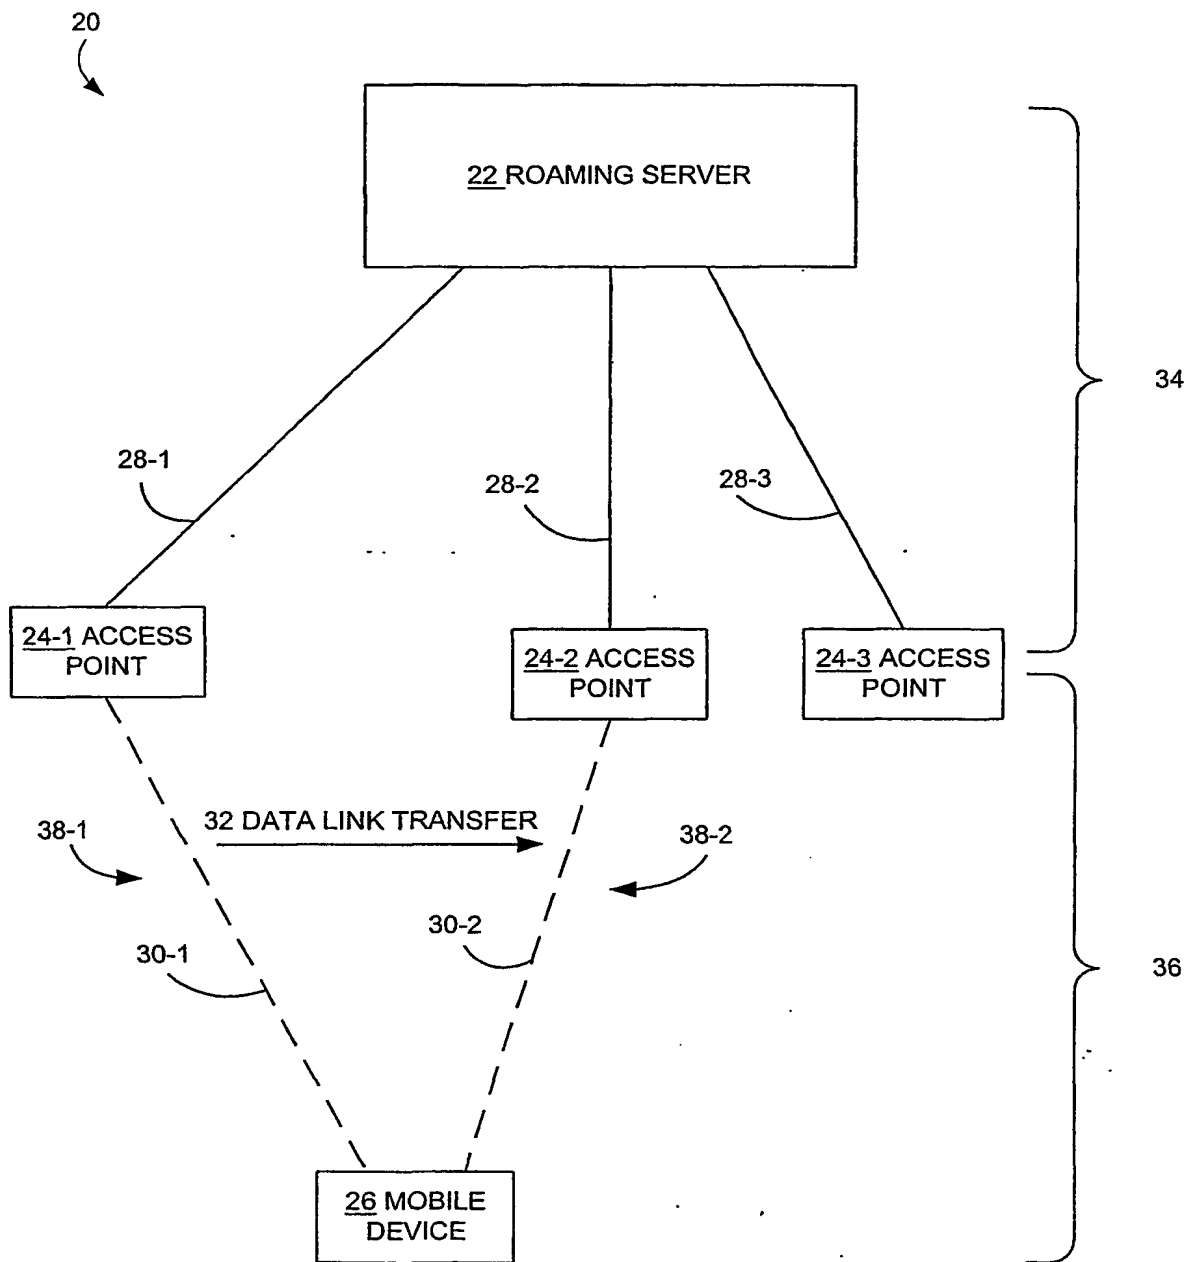 20
22 ROAMING SERVER
34
28-1
28-2
28-3
24-1 ACCESS
POINT
24-2 ACCESS
POINT
24-3 ACCESS
POINT
32 DATA LINK TRANSFER
38-1
38-2
30-1
30-2
36
26 MOBILE
DEVICE